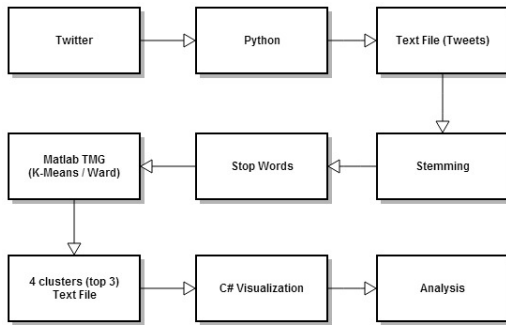 Twitter
Python
Text File (Tweets)
Stemming
Stop Words
Matlab TMG
(K-Means / Ward)
4 clusters (top 3)
Text File
C# Visualization
Analysis